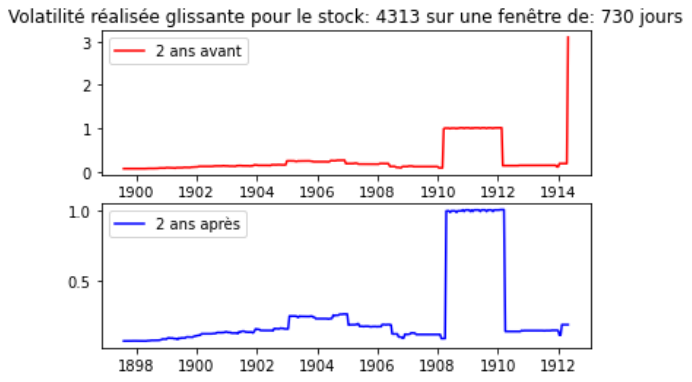 Volatilité réalisée glissante pour le stock: 4313 sur une fenêtre de: 730 jours
3
2
1
0
2 ans avant
1900 1902 1904 1906 1908 1910 1912 1914
1.0
0.5
2 ans après
1898 1900 1902 1904 1906 1908 1910 1912